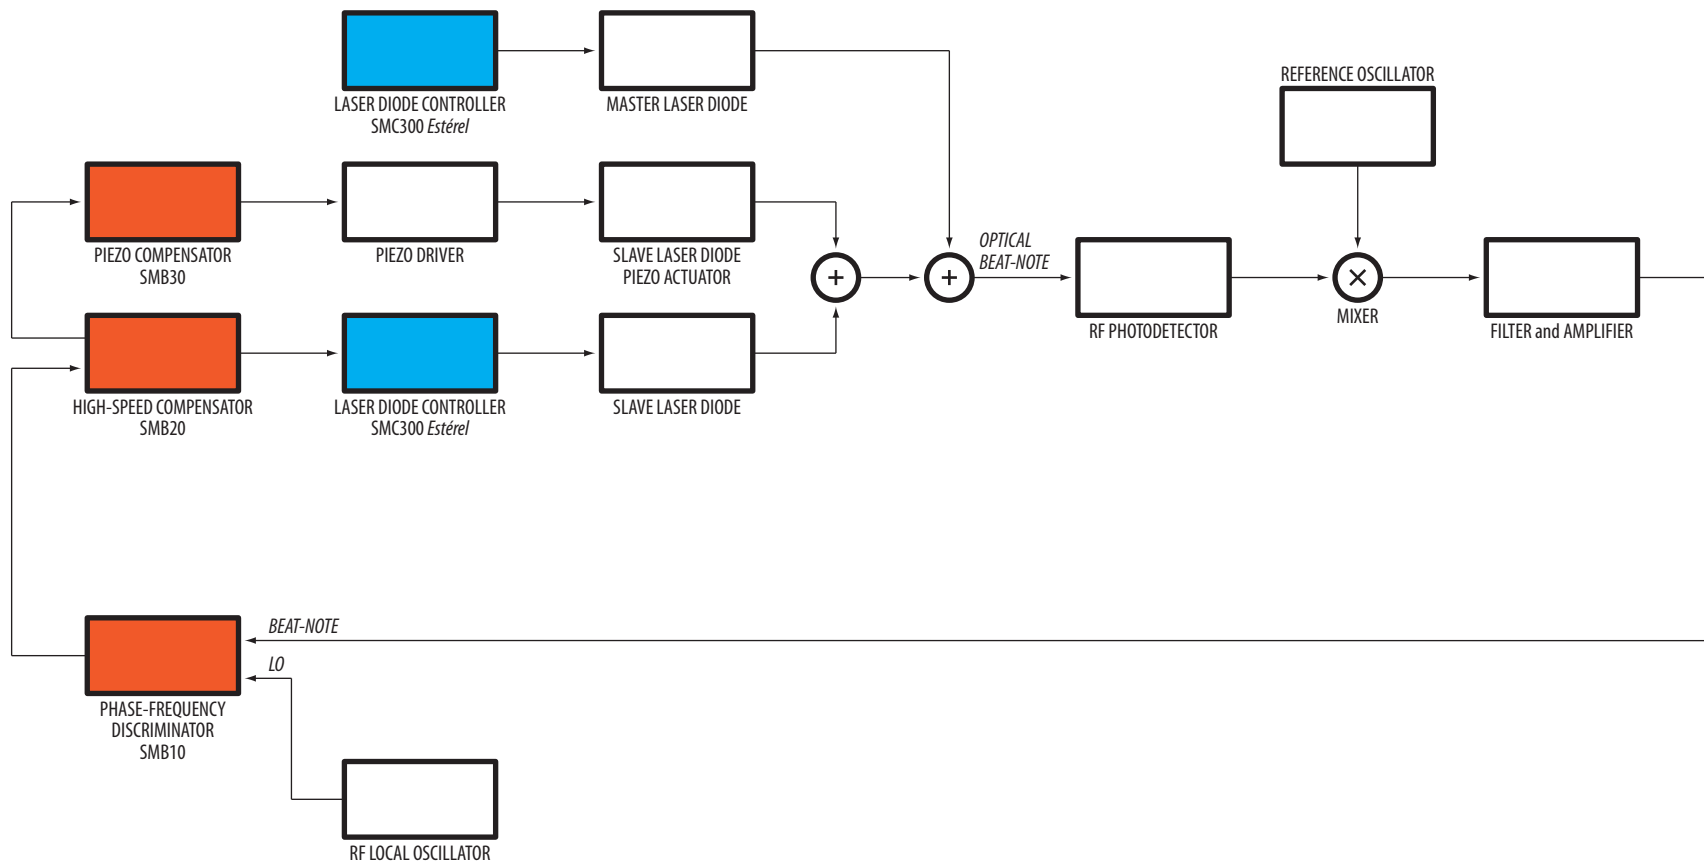 LASER DIODE CONTROLLER
SMC300 Estérel
MASTER LASER DIODE
REFERENCE OSCILLATOR
PIEZO COMPENSATOR
SMB30
PIEZO DRIVER
SLAVE LASER DIODE
PIEZO ACTUATOR
+
+
OPTICAL
BEAT-NOTE
RF PHOTODETECTOR
×
MIXER
FILTER and AMPLIFIER
HIGH-SPEED COMPENSATOR
SMB20
LASER DIODE CONTROLLER
SMC300 Estérel
SLAVE LASER DIODE
BEAT-NOTE
LO
PHASE-FREQUENCY
DISCRIMINATOR
SMB10
RF LOCAL OSCILLATOR